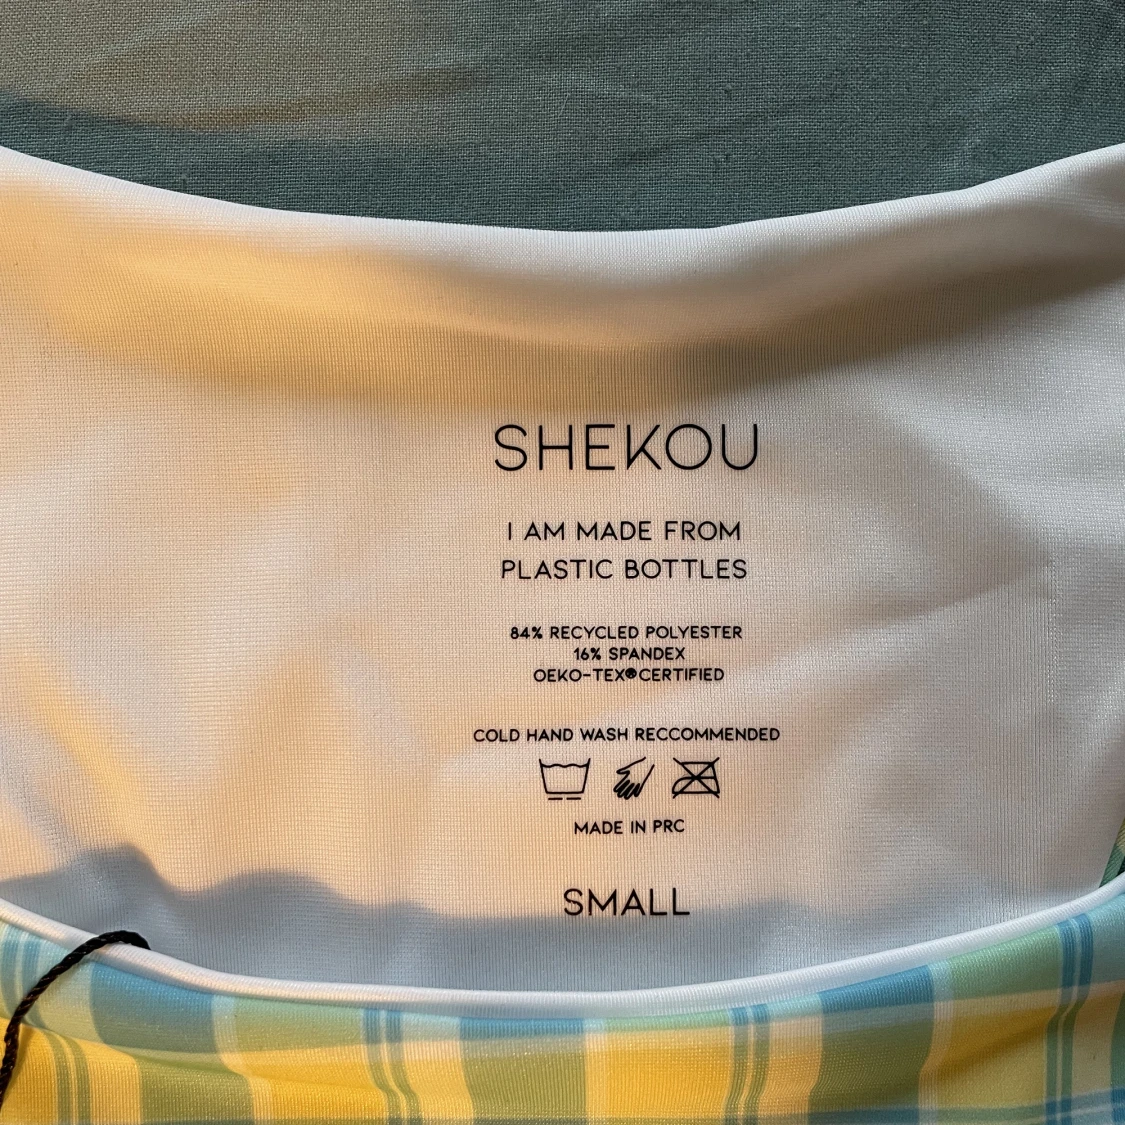 SHEKOU
I AM MADE FROM
PLASTIC BOTTLES
84% RECYCLED POLYESTER
16% SPANDEX
OEKO-TEX®CERTIFIED
COLD HAND WASH RECCOMMENDED
MADE IN PRC
SMALL